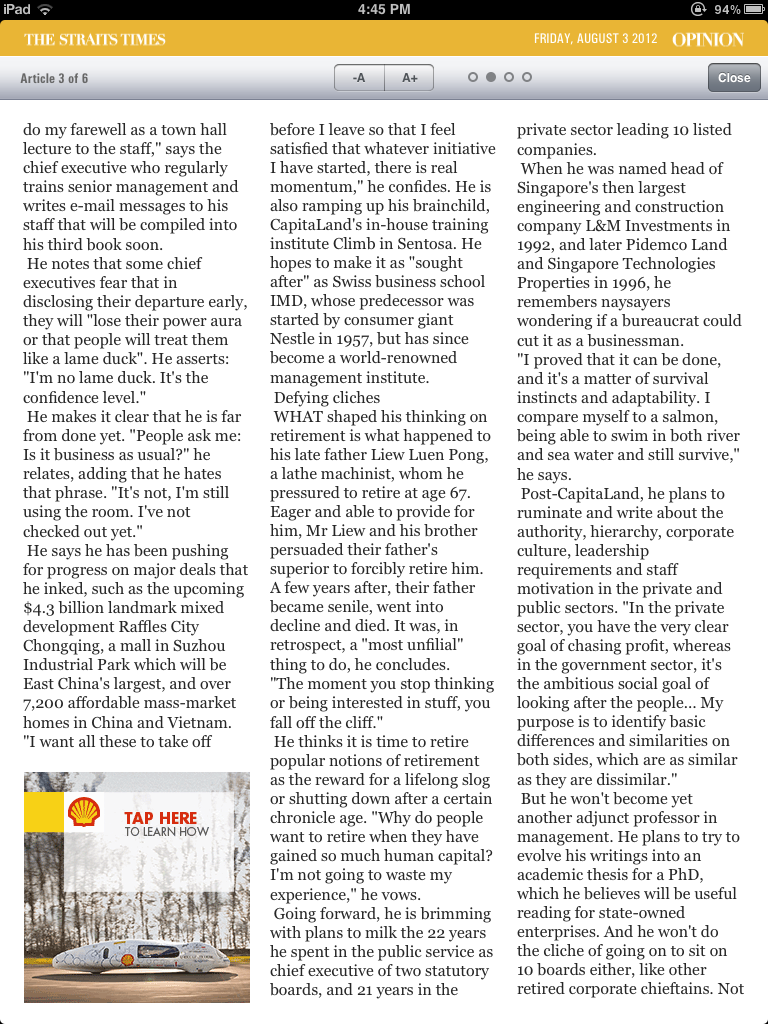 iPad
4:45 PM
94%
THE STRAITS TIMES
FRIDAY, AUGUST 3 2012 OPINION
Article 3 of 6
-A
A+
Close
do my farewell as a town hall
lecture to the staff," says the
chief executive who regularly
trains senior management and
writes e-mail messages to his
staff that will be compiled into
his third book soon.
He notes that some chief
executives fear that in
disclosing their departure early,
they will "lose their power aura
or that people will treat them
like a lame duck". He asserts:
"I'm no lame duck. It's the
confidence level."
He makes it clear that he is far
from done yet. "People ask me:
Is it business as usual?" he
relates, adding that he hates
that phrase. "It's not, I'm still
using the room. I've not
checked out yet."
He says he has been pushing
for progress on major deals that
he inked, such as the upcoming
$4.3 billion landmark mixed
development Raffles City
Chongqing, a mall in Suzhou
Industrial Park which will be
East China's largest, and over
7,200 affordable mass-market
homes in China and Vietnam.
"I want all these to take off
TAP HERE
TO LEARN HOW
before I leave so that I feel
satisfied that whatever initiative
I have started, there is real
momentum," he confides. He is
also ramping up his brainchild,
CapitaLand's in-house training
institute Climb in Sentosa. He
hopes to make it as "sought
after" as Swiss business school
IMD, whose predecessor was
started by consumer giant
Nestle in 1957, but has since
become a world-renowned
management institute.
Defying cliches
WHAT shaped his thinking on
retirement is what happened to
his late father Liew Luen Pong,
a lathe machinist, whom he
pressured to retire at age 67.
Eager and able to provide for
him, Mr Liew and his brother
persuaded their father's
superior to forcibly retire him.
A few years after, their father
became senile, went into
decline and died. It was, in
retrospect, a "most unfilial"
thing to do, he concludes.
"The moment you stop thinking
or being interested in stuff, you
fall off the cliff."
He thinks it is time to retire
popular notions of retirement
as the reward for a lifelong slog
or shutting down after a certain
chronicle age. "Why do people
want to retire when they have
gained so much human capital?
I'm not going to waste my
experience," he vows.
Going forward, he is brimming
with plans to milk the 22 years
he spent in the public service as
chief executive of two statutory
boards, and 21 years in the
private sector leading 10 listed
companies.
When he was named head of
Singapore's then largest
engineering and construction
company L&M Investments in
1992, and later Pidemco Land
and Singapore Technologies
Properties in 1996, he
remembers naysayers
wondering if a bureaucrat could
cut it as a businessman.
"I proved that it can be done,
and it's a matter of survival
instincts and adaptability. I
compare myself to a salmon,
being able to swim in both river
and sea water and still survive,"
he says.
Post-CapitaLand, he plans to
ruminate and write about the
authority, hierarchy, corporate
culture, leadership
requirements and staff
motivation in the private and
public sectors. "In the private
sector, you have the very clear
goal of chasing profit, whereas
in the government sector, it's
the ambitious social goal of
looking after the people... My
purpose is to identify basic
differences and similarities on
both sides, which are as similar
as they are dissimilar."
But he won't become yet
another adjunct professor in
management. He plans to try to
evolve his writings into an
academic thesis for a PhD,
which he believes will be useful
reading for state-owned
enterprises. And he won't do
the cliche of going on to sit on
10 boards either, like other
retired corporate chieftains. Not